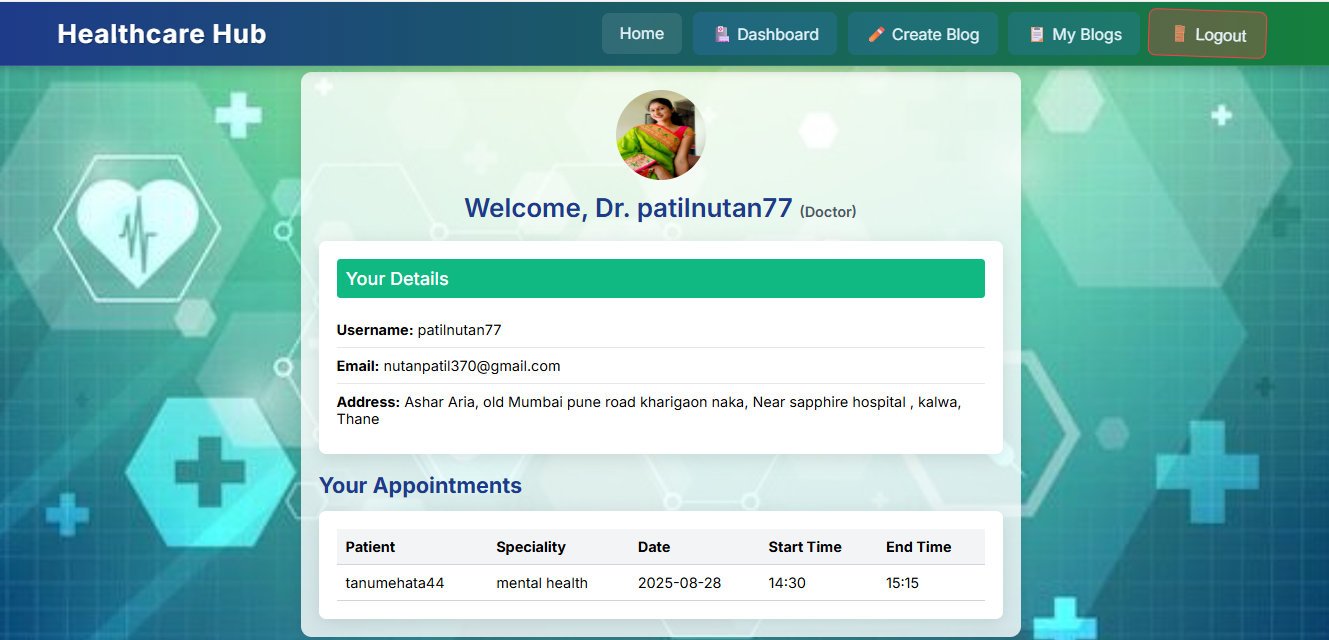 Healthcare Hub
Home
Dashboard
Create Blog
My Blogs
Logout
Welcome, Dr. patilnutan77 (Doctor)
Your Details
Username: patilnutan77
Email: nutanpatil370@gmail.com
Address: Ashar Aria, old Mumbai pune road kharigaon naka, Near sapphire hospital , kalwa,
Thane
Your Appointments
Patient Speciality Date Start Time End Time
tanumehata44 mental health 2025-08-28 14:30 15:15